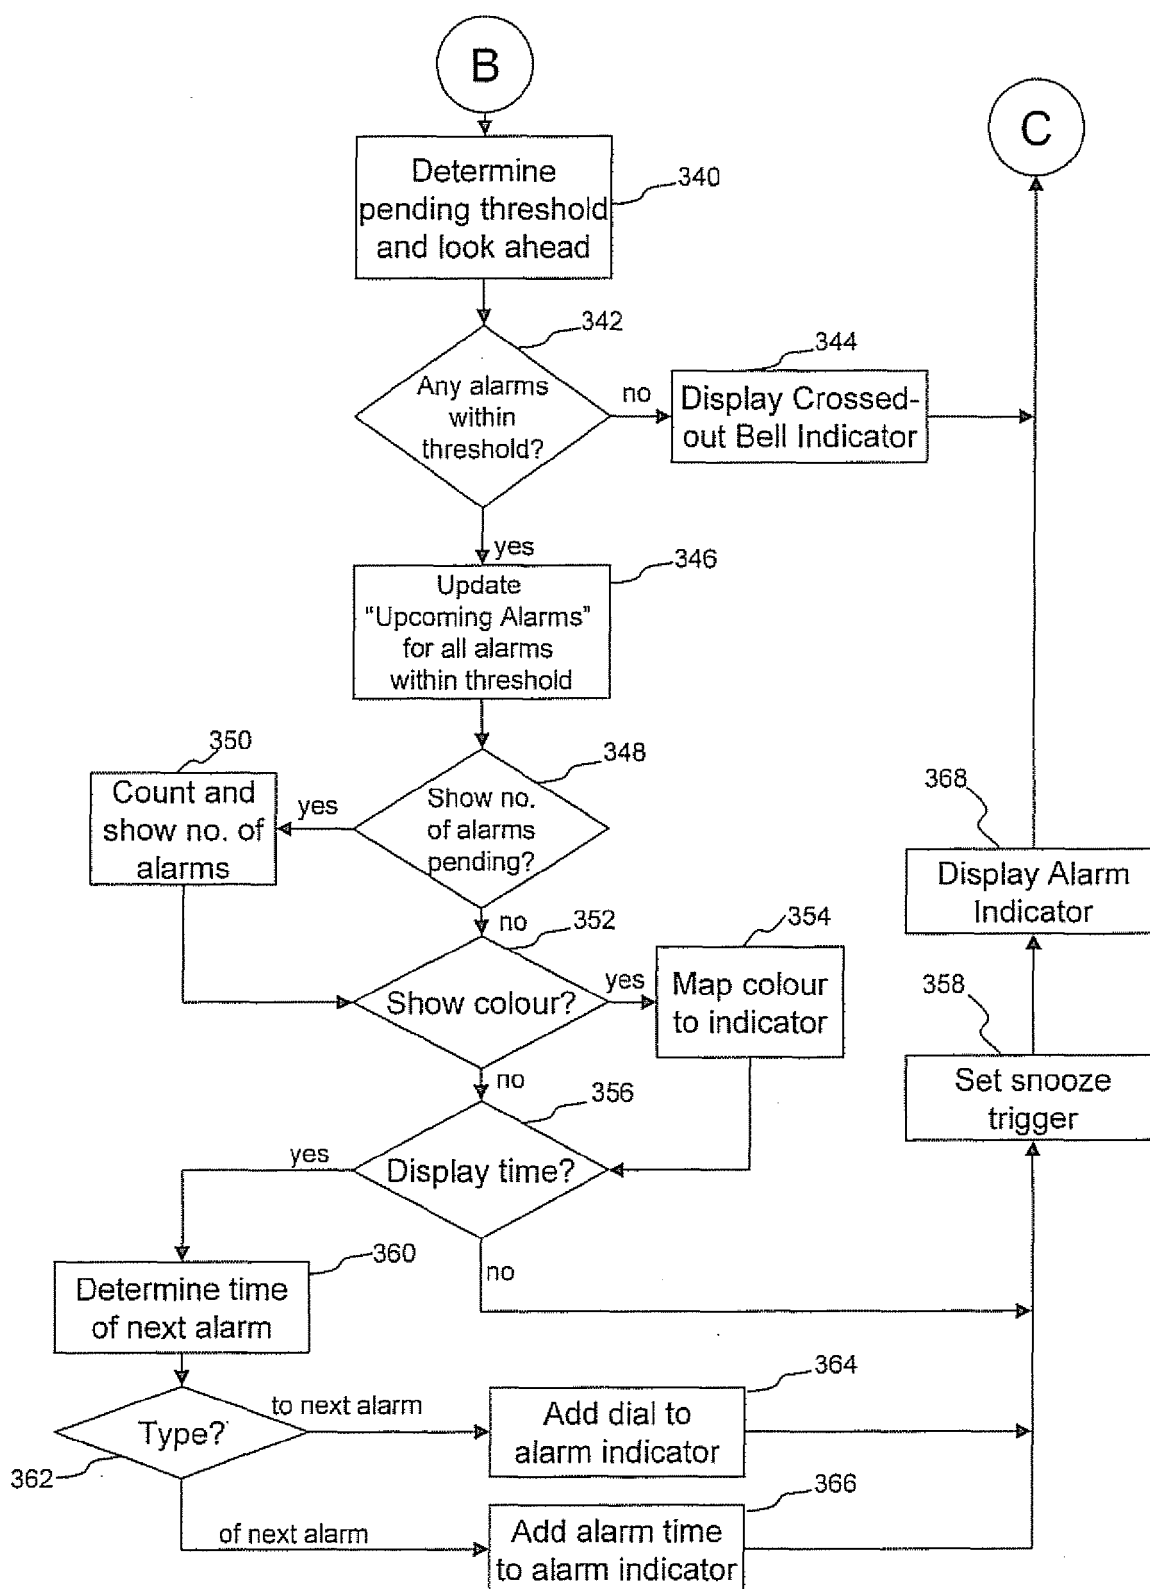 B
C
Determine
pending threshold
and look ahead
340
342
Any alarms
within
threshold?
no
344
Display Crossed-
out Bell Indicator
yes
346
Update
"Upcoming Alarms"
for all alarms
within threshold
348
Show no.
of alarms
pending?
yes
350
Count and
show no. of
alarms
no
352
Show colour?
yes
354
Map colour
to indicator
368
Display Alarm
Indicator
358
Set snooze
trigger
no
356
Display time?
yes
no
360
Determine time
of next alarm
Type?
362
to next alarm
364
Add dial to
alarm indicator
of next alarm
366
Add alarm time
to alarm indicator